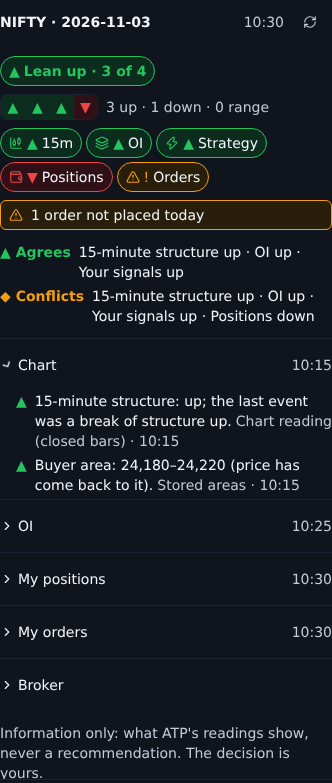 NIFTY · 2026-11-03 10:30
▲ Lean up · 3 of 4
▲ ▲ ▲ ▼ 3 up · 1 down · 0 range
▲ 15m ▲ OI ▲ Strategy
▼ Positions ! Orders
1 order not placed today
▲ Agrees 15-minute structure up · OI up ·
Your signals up
◆ Conflicts 15-minute structure up · OI up ·
Your signals up · Positions down
Chart 10:15
▲ 15-minute structure: up; the last event
was a break of structure up. Chart reading
(closed bars) · 10:15
▲ Buyer area: 24,180–24,220 (price has
come back to it). Stored areas · 10:15
OI 10:25
My positions 10:30
My orders 10:30
Broker
Information only: what ATP's readings show,
never a recommendation. The decision is
yours.